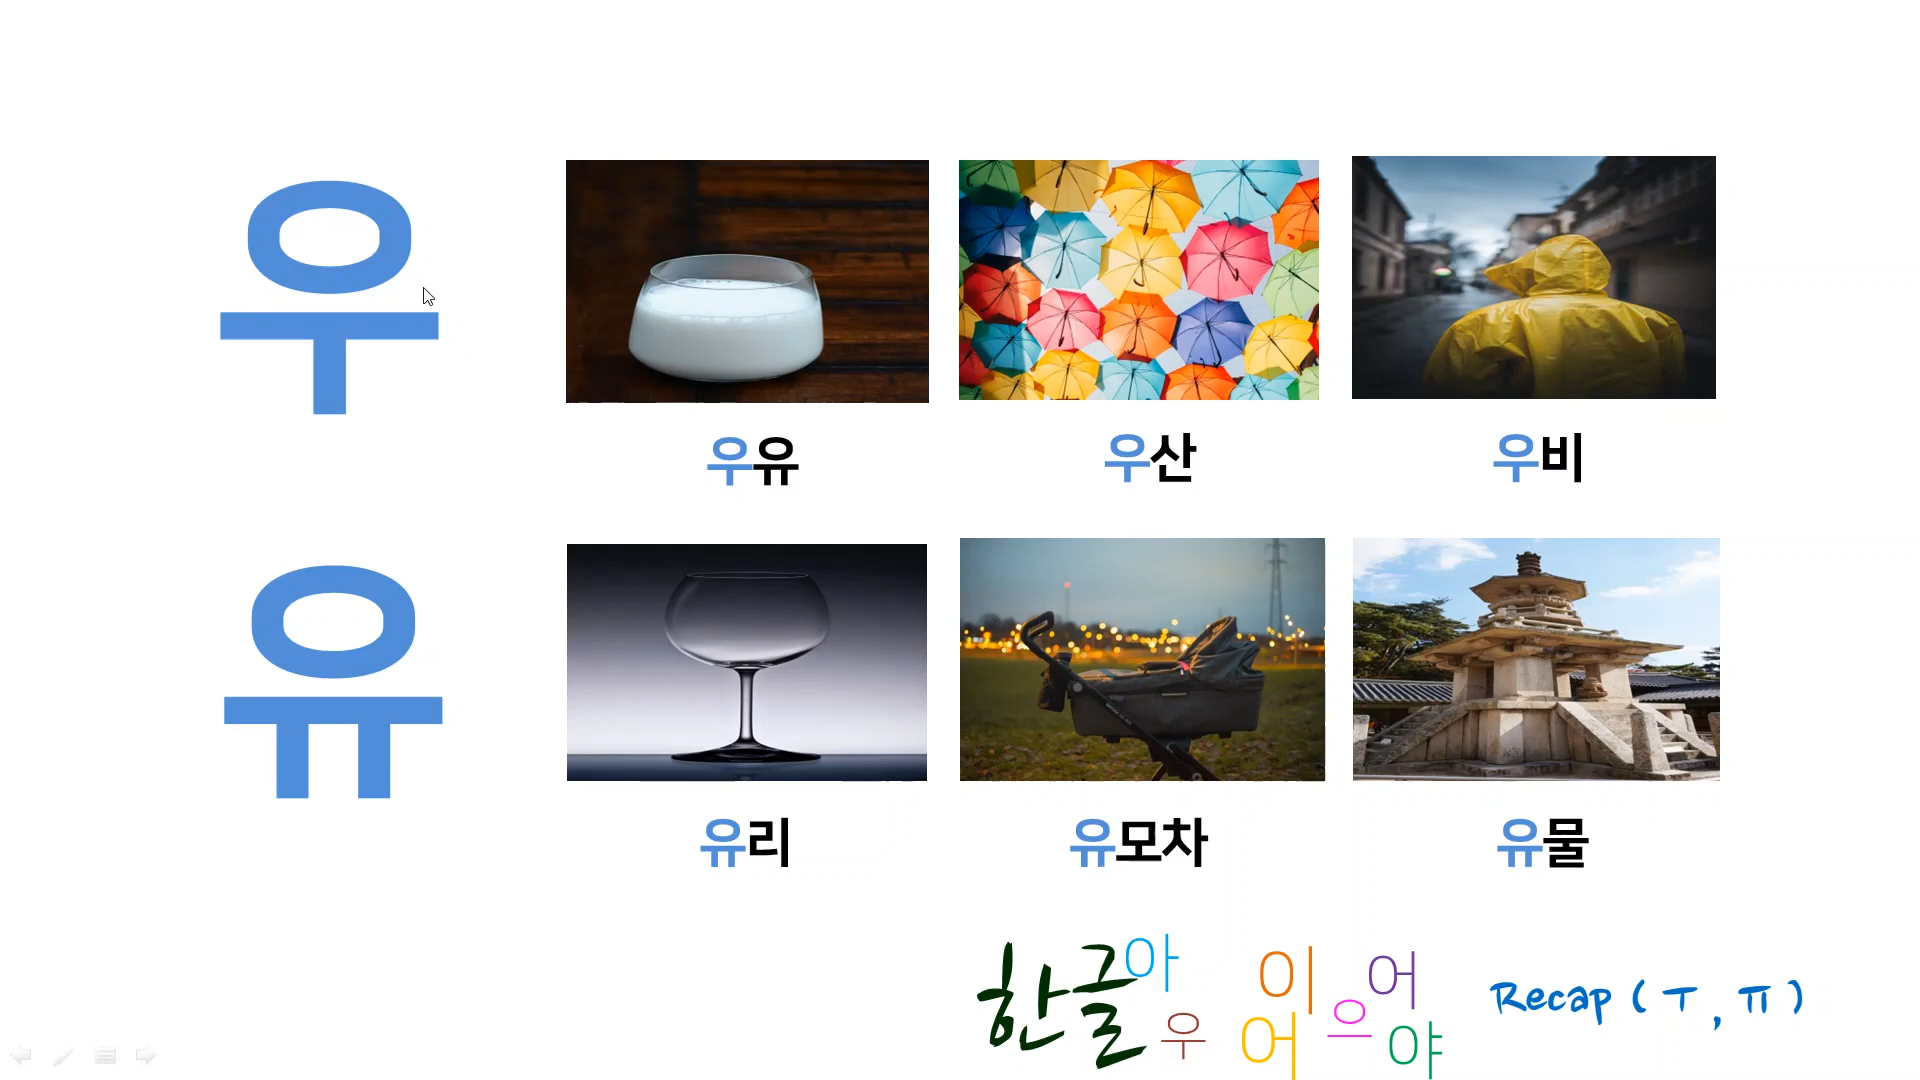 우
우유
우산
우비
유
유리
유모차
유물
한글
아
이
어
우
어
으
야
Recap (ㅜ, ㅠ)